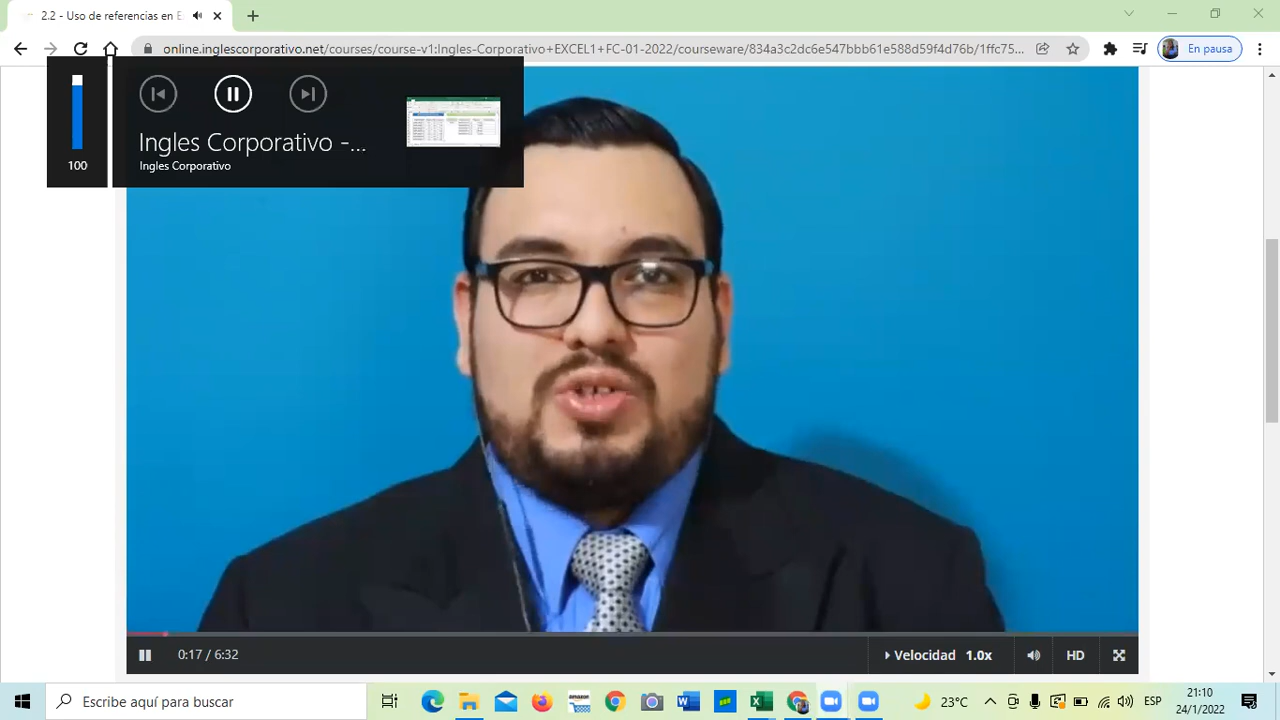 2.2 - Uso de referencias en E
online.inglescorporativo.net/courses/course-v1:Ingles-Corporativo+EXCEL1+FC-01-2022/courseware/
En pausa
100
Ingles Corporativo -...
Ingles Corporativo
0:17 / 6:32
Velocidad 1.0x
HD
Escribe aquí para buscar
amazon
23°C
ESP
21:10
24/1/2022